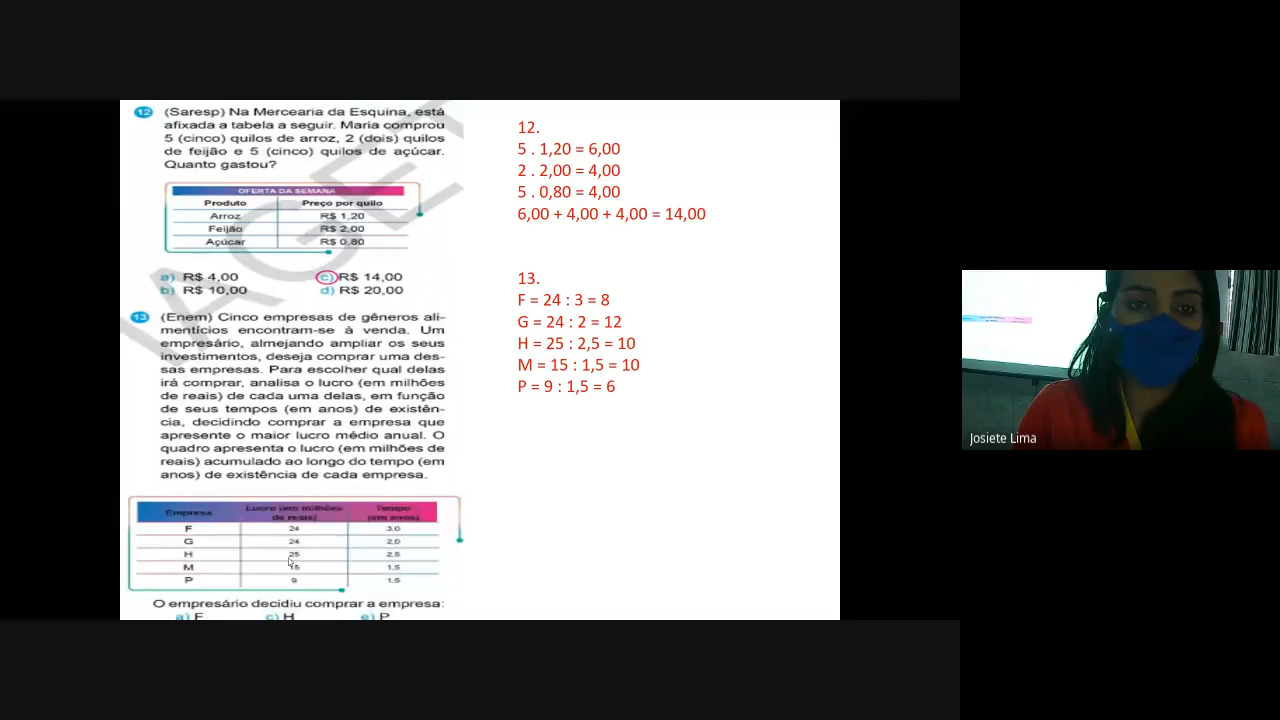 12 (Saresp) Na Mercearia da Esquina, está
afixada a tabela a seguir. Maria comprou
5 (cinco) quilos de arroz, 2 (dois) quilos
de feijão e 5 (cinco) quilos de açúcar.
Quanto gastou?
OFERTA DA SEMANA
Produto Preço por quilo
Arroz R$ 1,20
Feijão R$ 2,00
Açúcar R$ 0,80
a) R$ 4,00 c) R$ 14,00
b) R$ 10,00 d) R$ 20,00
13 (Enem) Cinco empresas de gêneros ali-
mentícios encontram-se à venda. Um
empresário, almejando ampliar os seus
investimentos, deseja comprar uma des-
sas empresas. Para escolher qual delas
irá comprar, analisa o lucro (em milhões
de reais) de cada uma delas, em função
de seus tempos (em anos) de existên-
cia, decidindo comprar a empresa que
apresente o maior lucro médio anual. O
quadro apresenta o lucro (em milhões de
reais) acumulado ao longo do tempo (em
anos) de existência de cada empresa.
Empresa Lucro (em milhões de reais) Tempo (em anos)
F 24 3,0
G 24 2,0
H 25 2,5
M 15 1,5
P 9 1,5
O empresário decidiu comprar a empresa:
a) F c) H e) P
12.
5 . 1,20 = 6,00
2 . 2,00 = 4,00
5 . 0,80 = 4,00
6,00 + 4,00 + 4,00 = 14,00
13.
F = 24 : 3 = 8
G = 24 : 2 = 12
H = 25 : 2,5 = 10
M = 15 : 1,5 = 10
P = 9 : 1,5 = 6
Josiete Lima